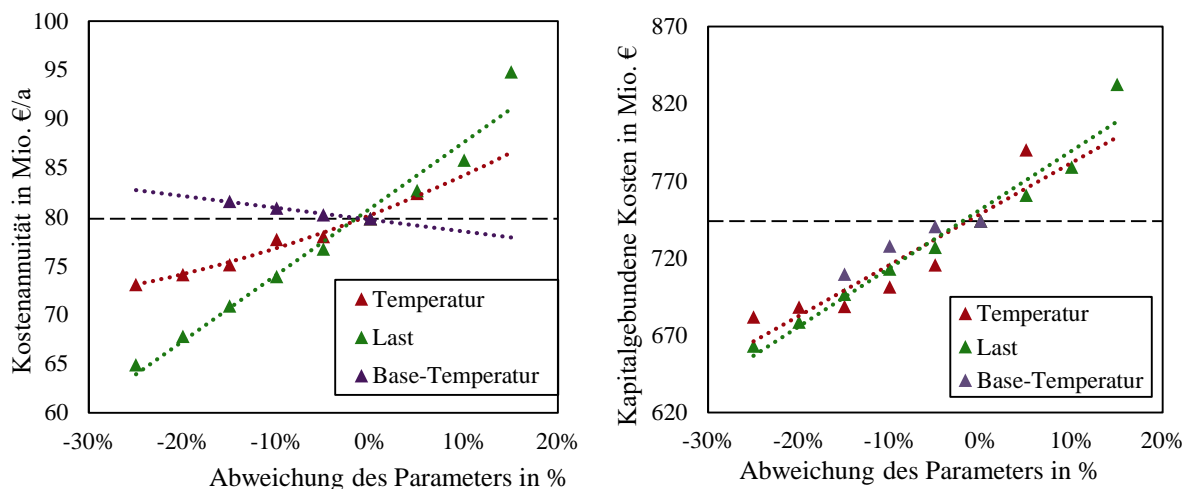 Kostenannuität in Mio. €/a
100
95
90
85
80
75
70
65
60
Temperatur
Last
Base-Temperatur
-30%
-20%
-10%
0%
10%
20%
Abweichung des Parameters in %
Kapitalgebundene Kosten in Mio. €
870
820
770
720
670
620
Temperatur
Last
Base-Temperatur
-30%
-20%
-10%
0%
10%
20%
Abweichung des Parameters in %